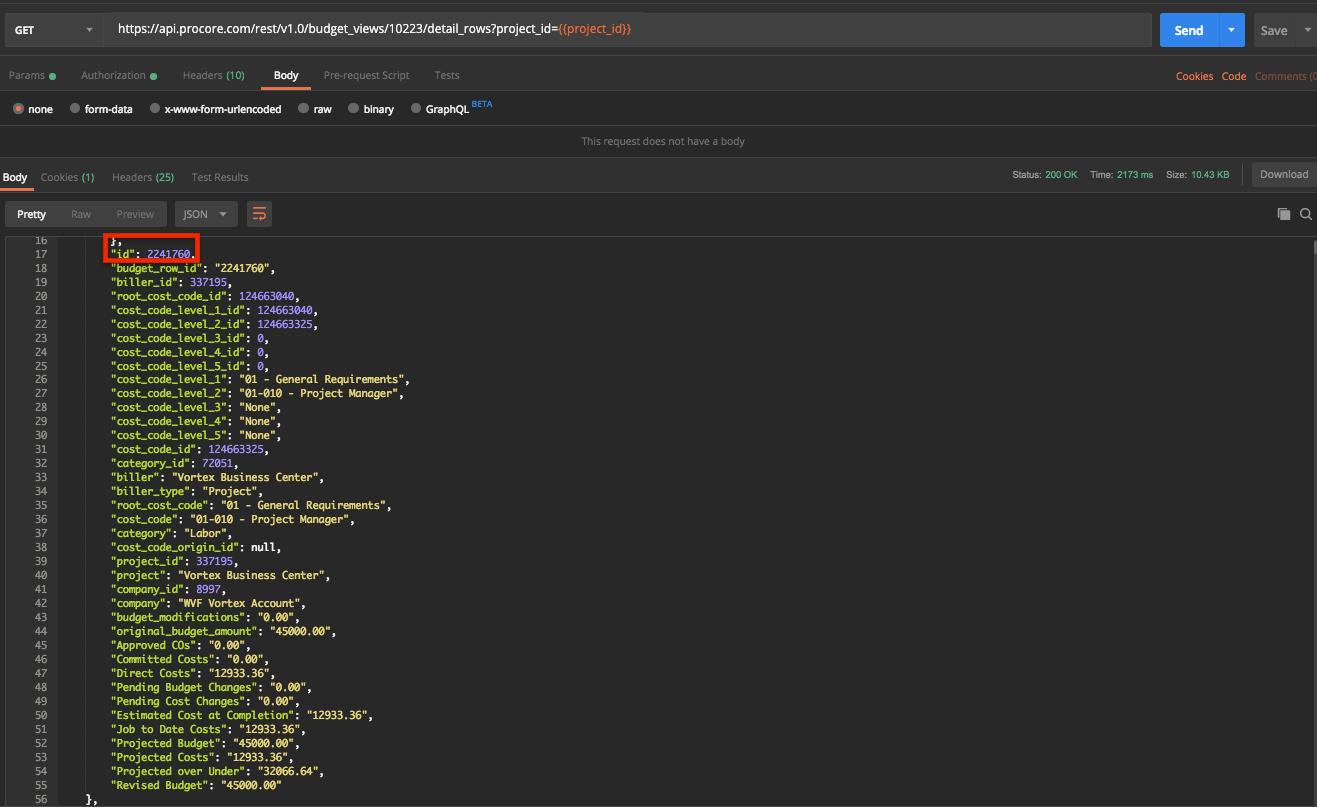 GET https://api.procore.com/rest/v1.0/budget_views/10223/detail_rows?project_id={{project_id}} Send Save
Params Authorization Headers (10) Body Pre-request Script Tests Cookies Code Comments (0
none form-data x-www-form-urlencoded raw binary GraphQL BETA
This request does not have a body
Body Cookies (1) Headers (25) Test Results Status: 200 OK Time: 2173 ms Size: 10.43 KB Download
Pretty Raw Preview JSON
16 },
17 "id": 2241760,
18 "budget_row_id": "2241760",
19 "biller_id": 337195,
20 "root_cost_code_id": 124663040,
21 "cost_code_level_1_id": 124663040,
22 "cost_code_level_2_id": 124663325,
23 "cost_code_level_3_id": 0,
24 "cost_code_level_4_id": 0,
25 "cost_code_level_5_id": 0,
26 "cost_code_level_1": "01 - General Requirements",
27 "cost_code_level_2": "01-010 - Project Manager",
28 "cost_code_level_3": "None",
29 "cost_code_level_4": "None",
30 "cost_code_level_5": "None",
31 "cost_code_id": 124663325,
32 "category_id": 72051,
33 "biller": "Vortex Business Center",
34 "biller_type": "Project",
35 "root_cost_code": "01 - General Requirements",
36 "cost_code": "01-010 - Project Manager",
37 "category": "Labor",
38 "cost_code_origin_id": null,
39 "project_id": 337195,
40 "project": "Vortex Business Center",
41 "company_id": 8997,
42 "company": "WVF Vortex Account",
43 "budget_modifications": "0.00",
44 "original_budget_amount": "45000.00",
45 "Approved COs": "0.00",
46 "Committed Costs": "0.00",
47 "Direct Costs": "12933.36",
48 "Pending Budget Changes": "0.00",
49 "Pending Cost Changes": "0.00",
50 "Estimated Cost at Completion": "12933.36",
51 "Job to Date Costs": "12933.36",
52 "Projected Budget": "45000.00",
53 "Projected Costs": "12933.36",
54 "Projected over Under": "32066.64",
55 "Revised Budget": "45000.00"
56 },